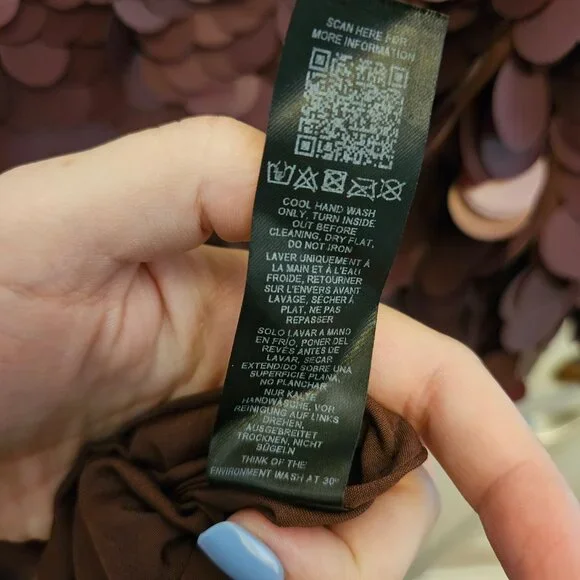 SCAN HERE FOR
MORE INFORMATION
COOL HAND WASH
ONLY, TURN INSIDE
OUT BEFORE
CLEANING, DRY FLAT,
DO NOT IRON
LAVER UNIQUEMENT À
LA MAIN ET À L'EAU
FROIDE, RETOURNER
SUR L'ENVERS AVANT
LAVAGE, SÉCHER À
PLAT, NE PAS
REPASSER
SOLO LAVAR A MANO
EN FRÍO, PONER DEL
REVÉS ANTES DE
LAVAR, SECAR
EXTENDIDO SOBRE UNA
SUPERFICIE PLANA,
NO PLANCHAR
NUR KALTE
HANDWÄSCHE, VOR
REINIGUNG AUF LINKS
DREHEN,
AUSGEBREITET
TROCKNEN, NICHT
BÜGELN
THINK OF THE
ENVIRONMENT WASH AT 30°